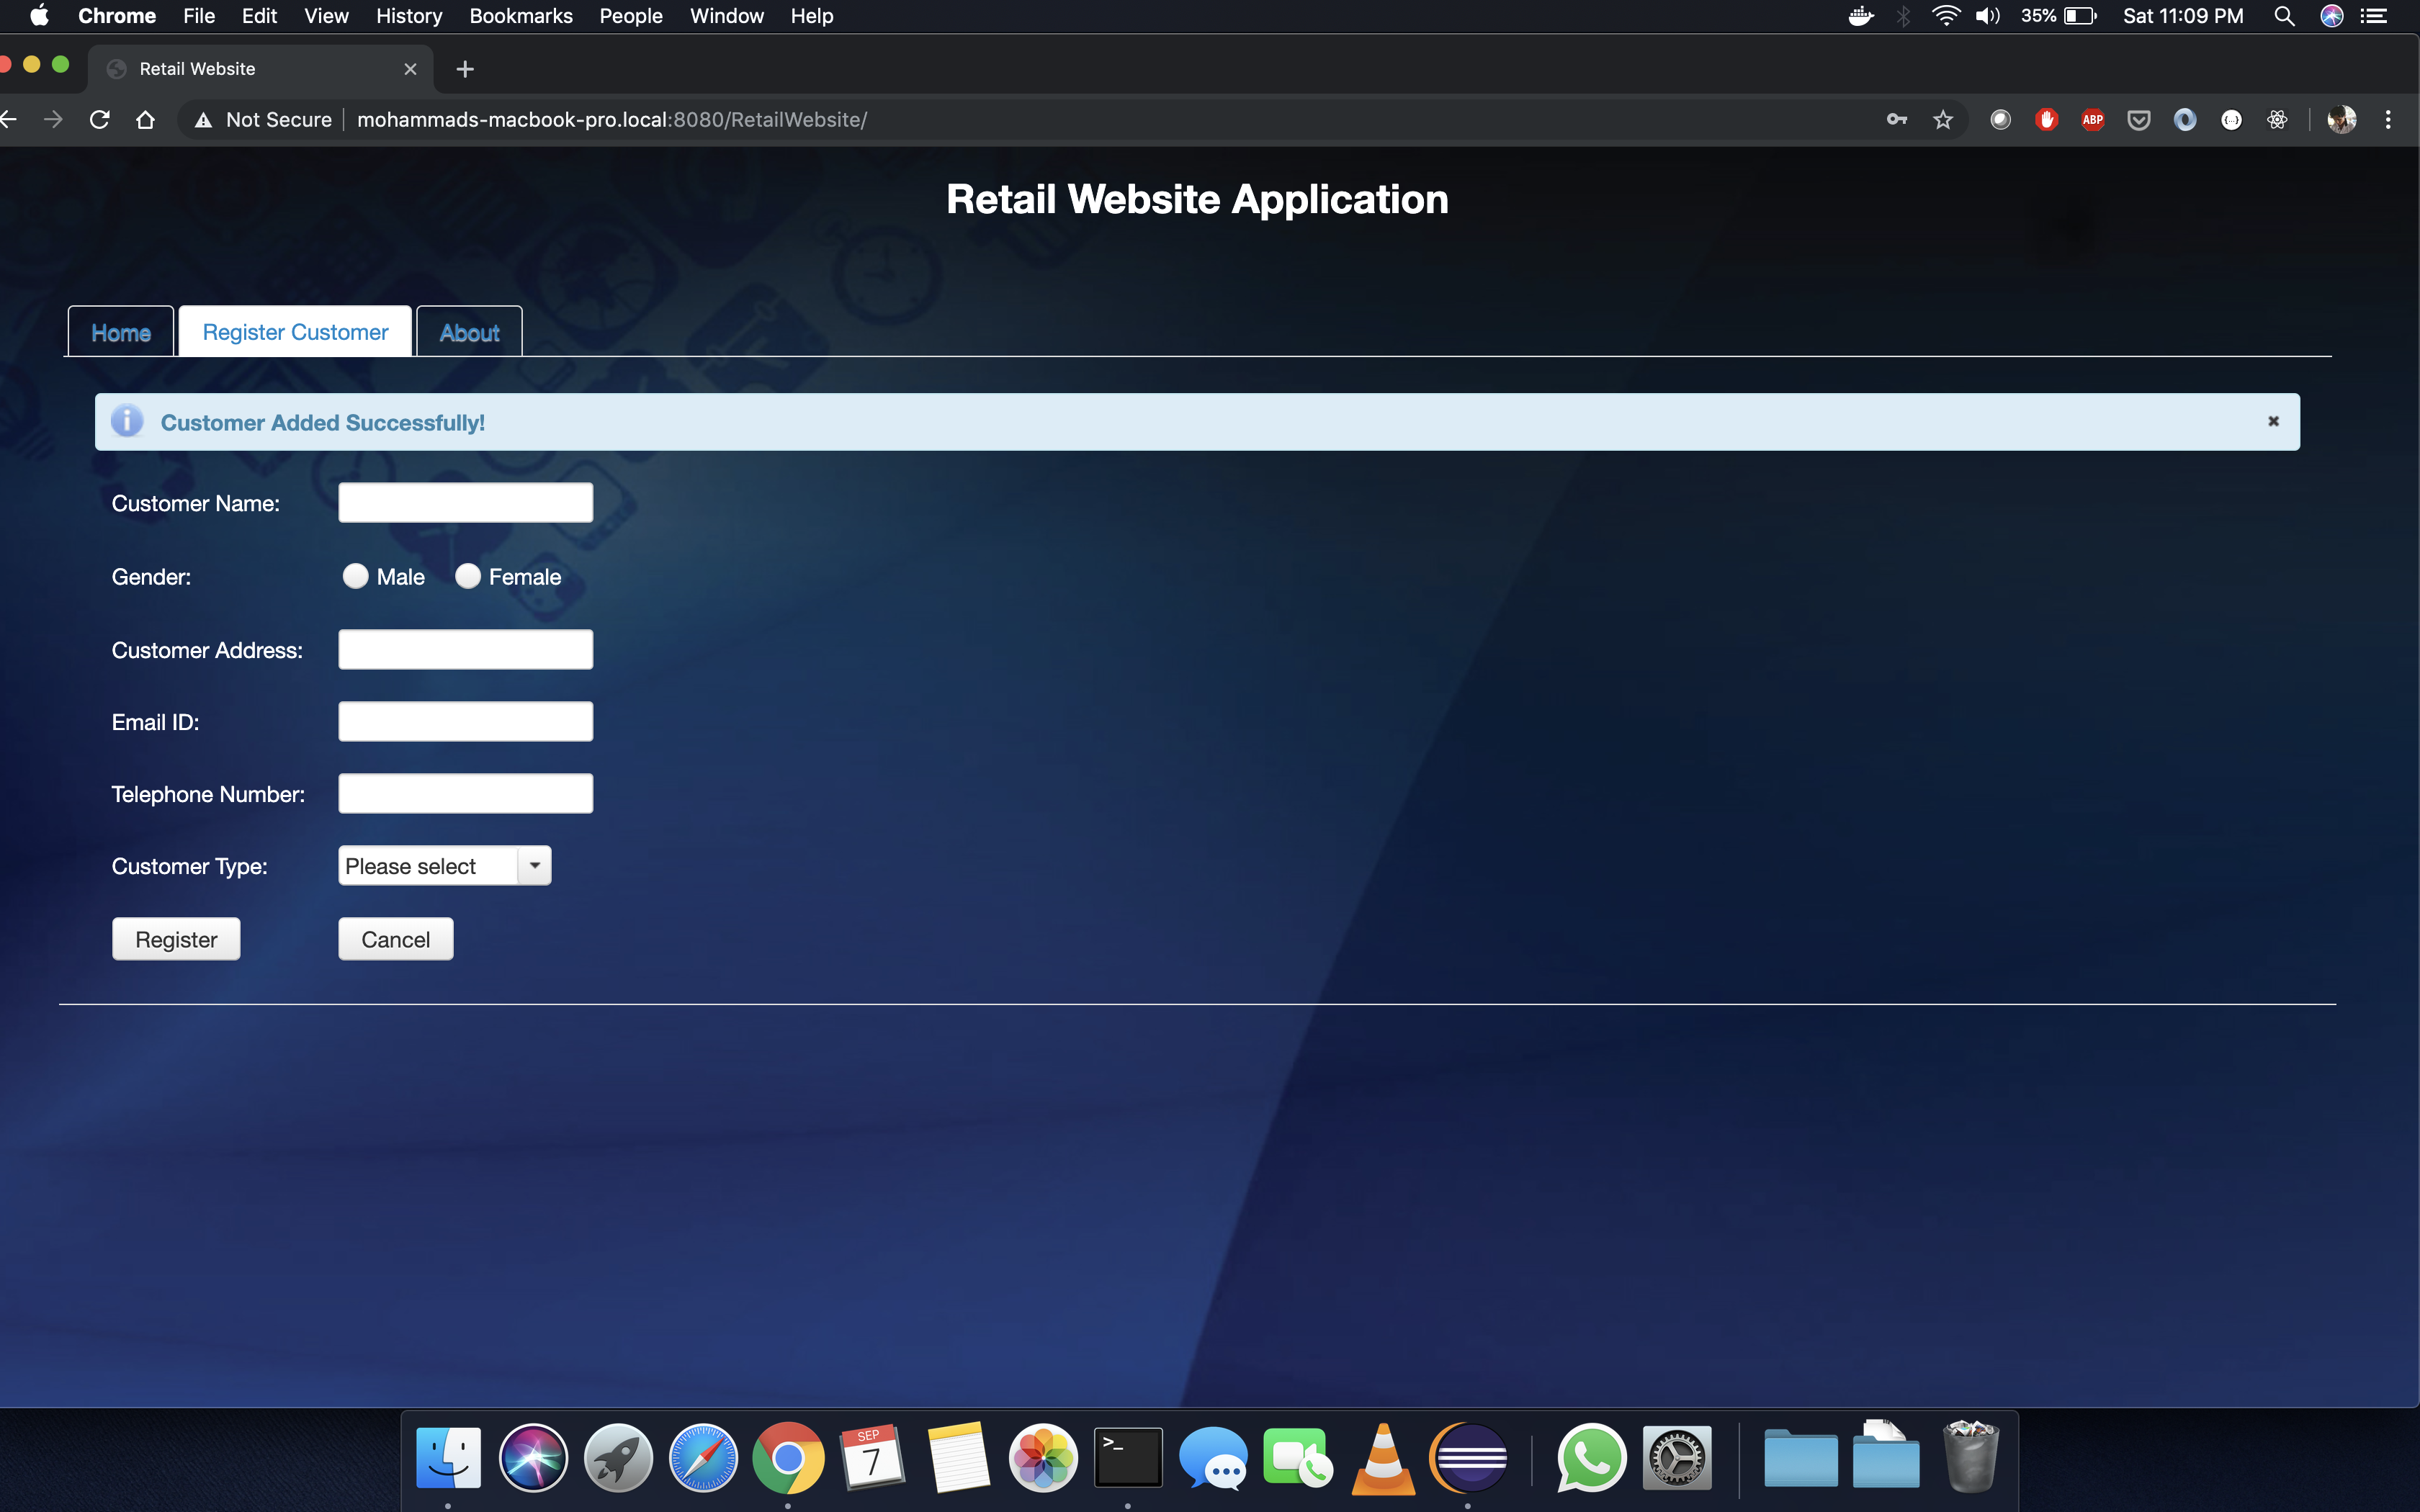 Chrome File Edit View History Bookmarks People Window Help 35% Sat 11:09 PM
Retail Website
Not Secure mohammads-macbook-pro.local:8080/RetailWebsite/
ABP
Retail Website Application
Home Register Customer About
Customer Added Successfully!
Customer Name:
Gender: Male Female
Customer Address:
Email ID:
Telephone Number:
Customer Type: Please select
Register Cancel
SEP
7
>_